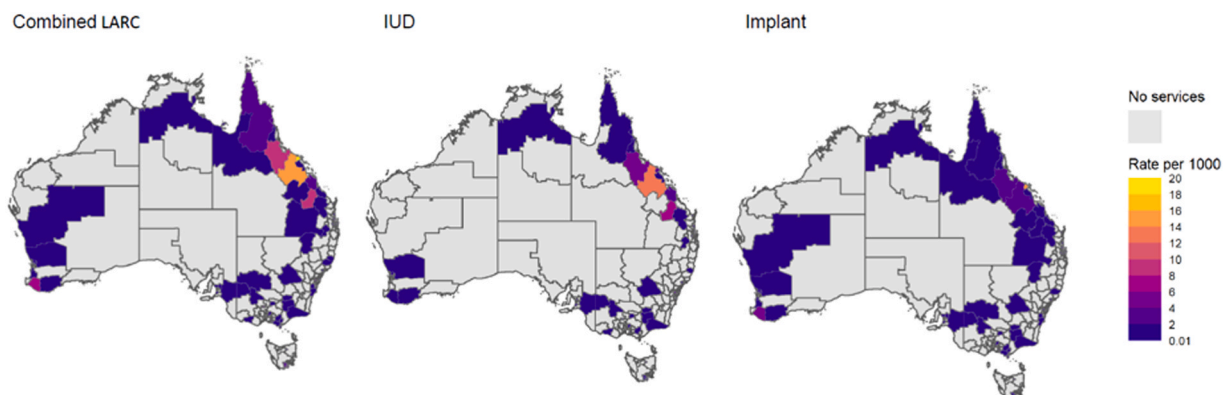 Combined LARC
IUD
Implant
No services
Rate per 1000
20
18
16
14
12
10
8
6
4
2
0.01